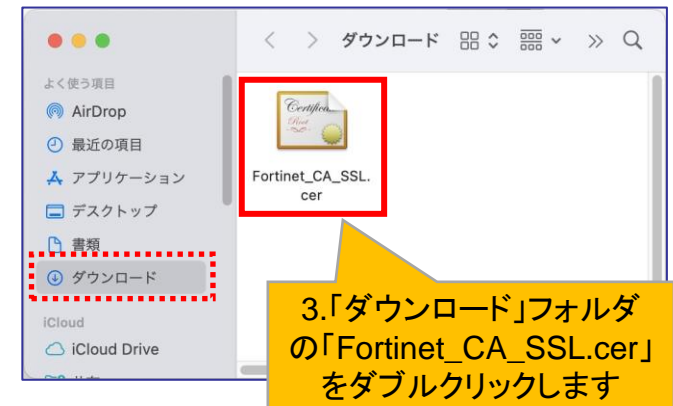 ダウンロード
よく使う項目
AirDrop
最近の項目
アプリケーション
デスクトップ
書類
ダウンロード
iCloud
iCloud Drive
Certifica
Root
Fortinet_CA_SSL.
cer
3.「ダウンロード」フォルダ
の「Fortinet_CA_SSL.cer」
をダブルクリックします